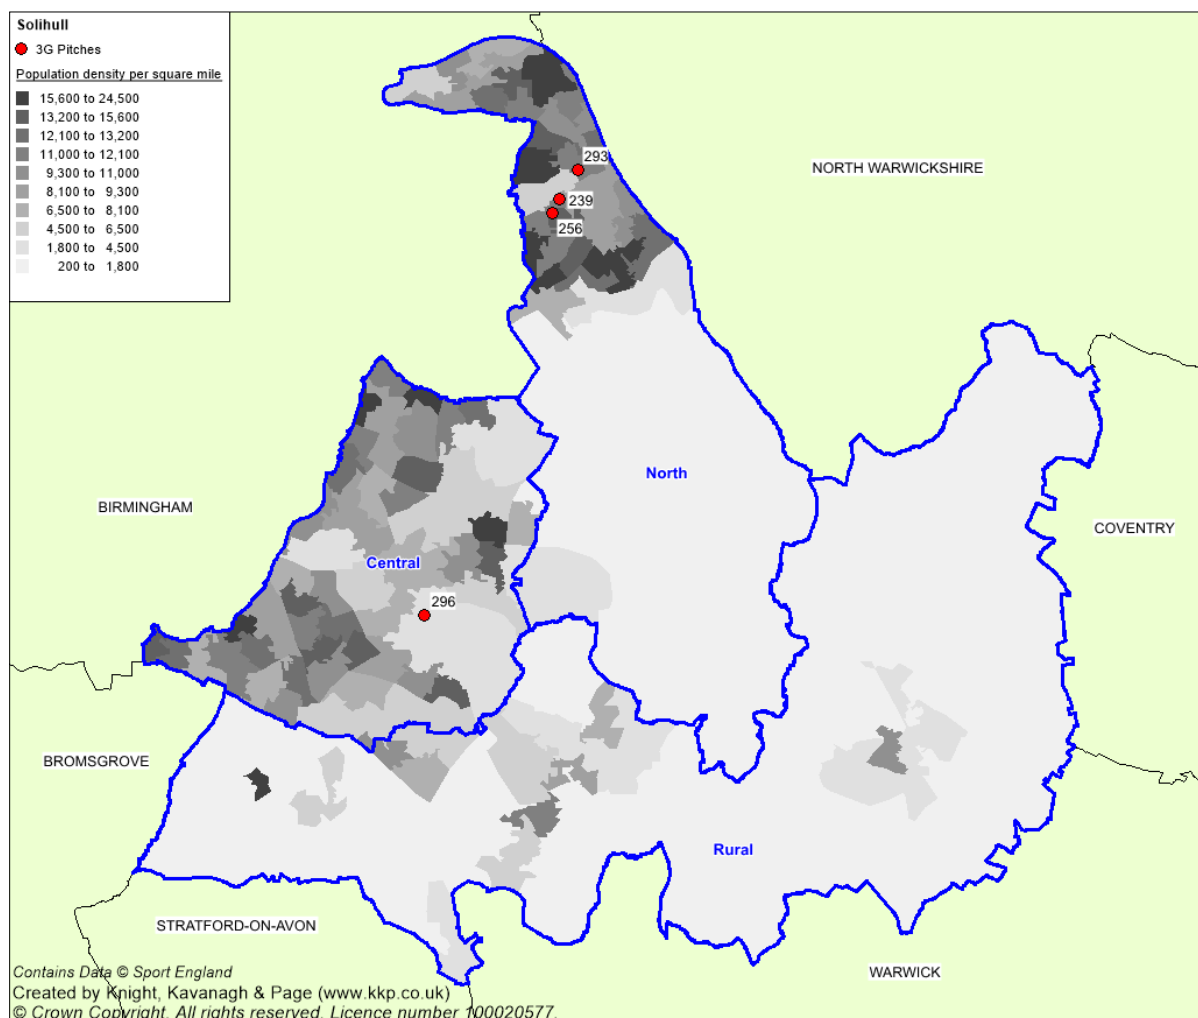 Solihull
3G Pitches
Population density per square mile
15,600 to 24,500
13,200 to 15,600
12,100 to 13,200
11,000 to 12,100
9,300 to 11,000
8,100 to 9,300
6,500 to 8,100
4,500 to 6,500
1,800 to 4,500
200 to 1,800
293
NORTH WARWICKSHIRE
239
256
North
BIRMINGHAM
COVENTRY
Central
296
BROMSGROVE
Rural
STRATFORD-ON-AVON
WARWICK
Contains Data © Sport England
Created by Knight, Kavanagh & Page (www.kkp.co.uk)
© Crown Copyright. All rights reserved. Licence number 100020577.